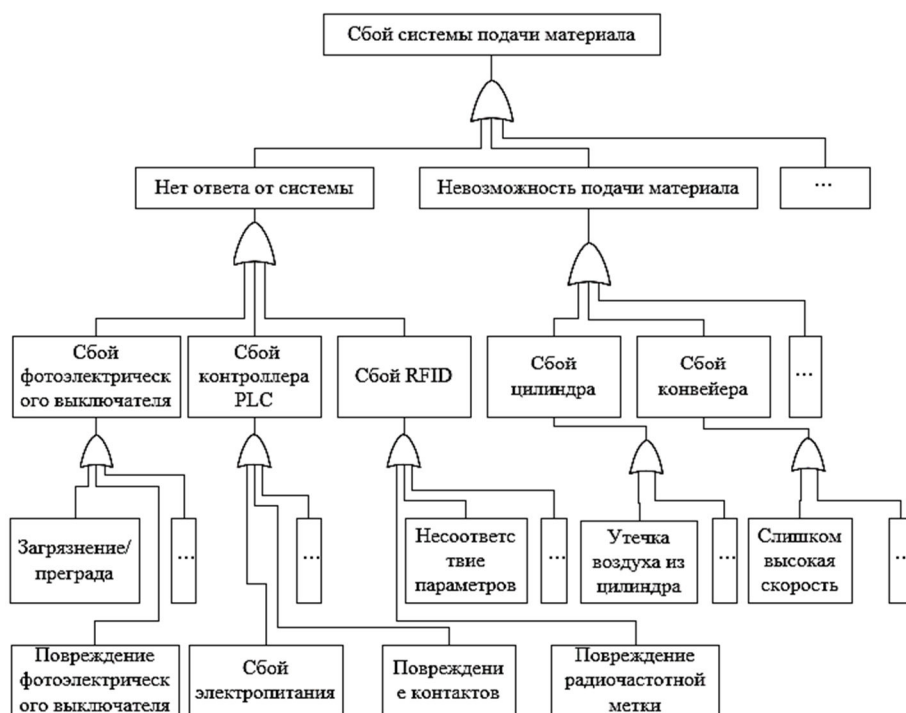 Сбой системы подачи материала
Нет ответа от системы
Невозможность подачи материала
...
Сбой
фотоэлектрическ
ого выключателя
Сбой
контроллера
PLC
Сбой RFID
Сбой
цилиндра
Сбой
конвейера
...
Загрязнение/
преграда
...
...
Несоответс
твие
параметров
...
Утечка
воздуха из
цилиндра
...
Слишком
высокая
скорость
...
Повреждение
фотоэлектрическ
ого выключателя
Сбой
электропитания
Повреждени
е контактов
Повреждение
радиочастотной
метки